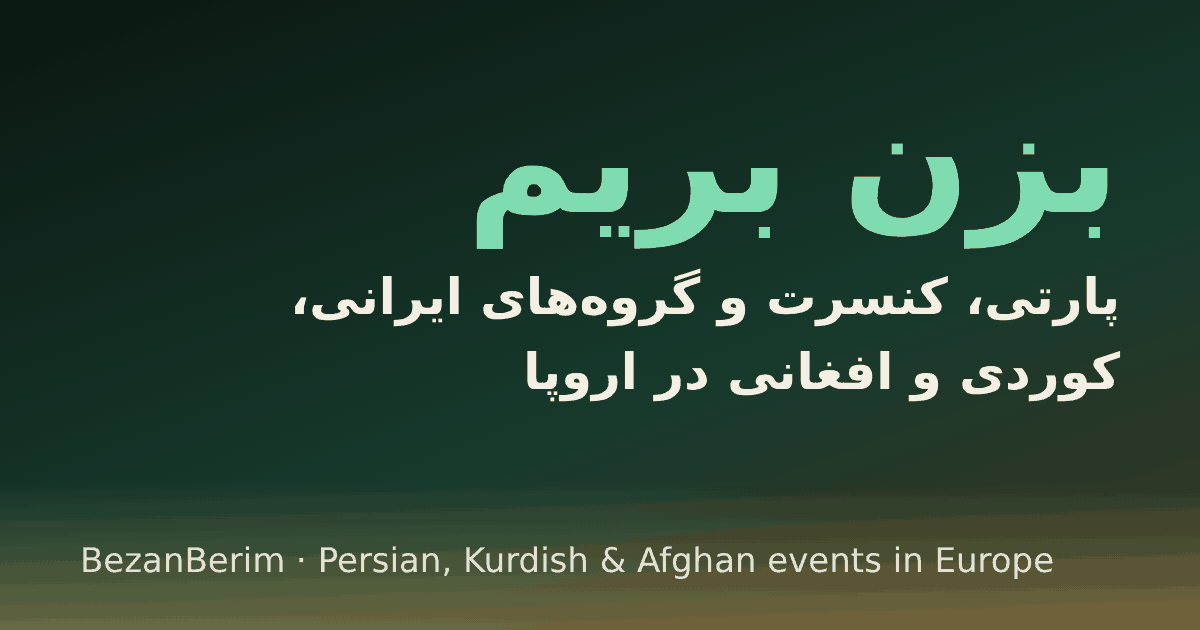 بزن بریم
پارتی، کنسرت و گروه‌های ایرانی،
کوردی و افغانی در اروپا
BezanBerim · Persian, Kurdish & Afghan events in Europe